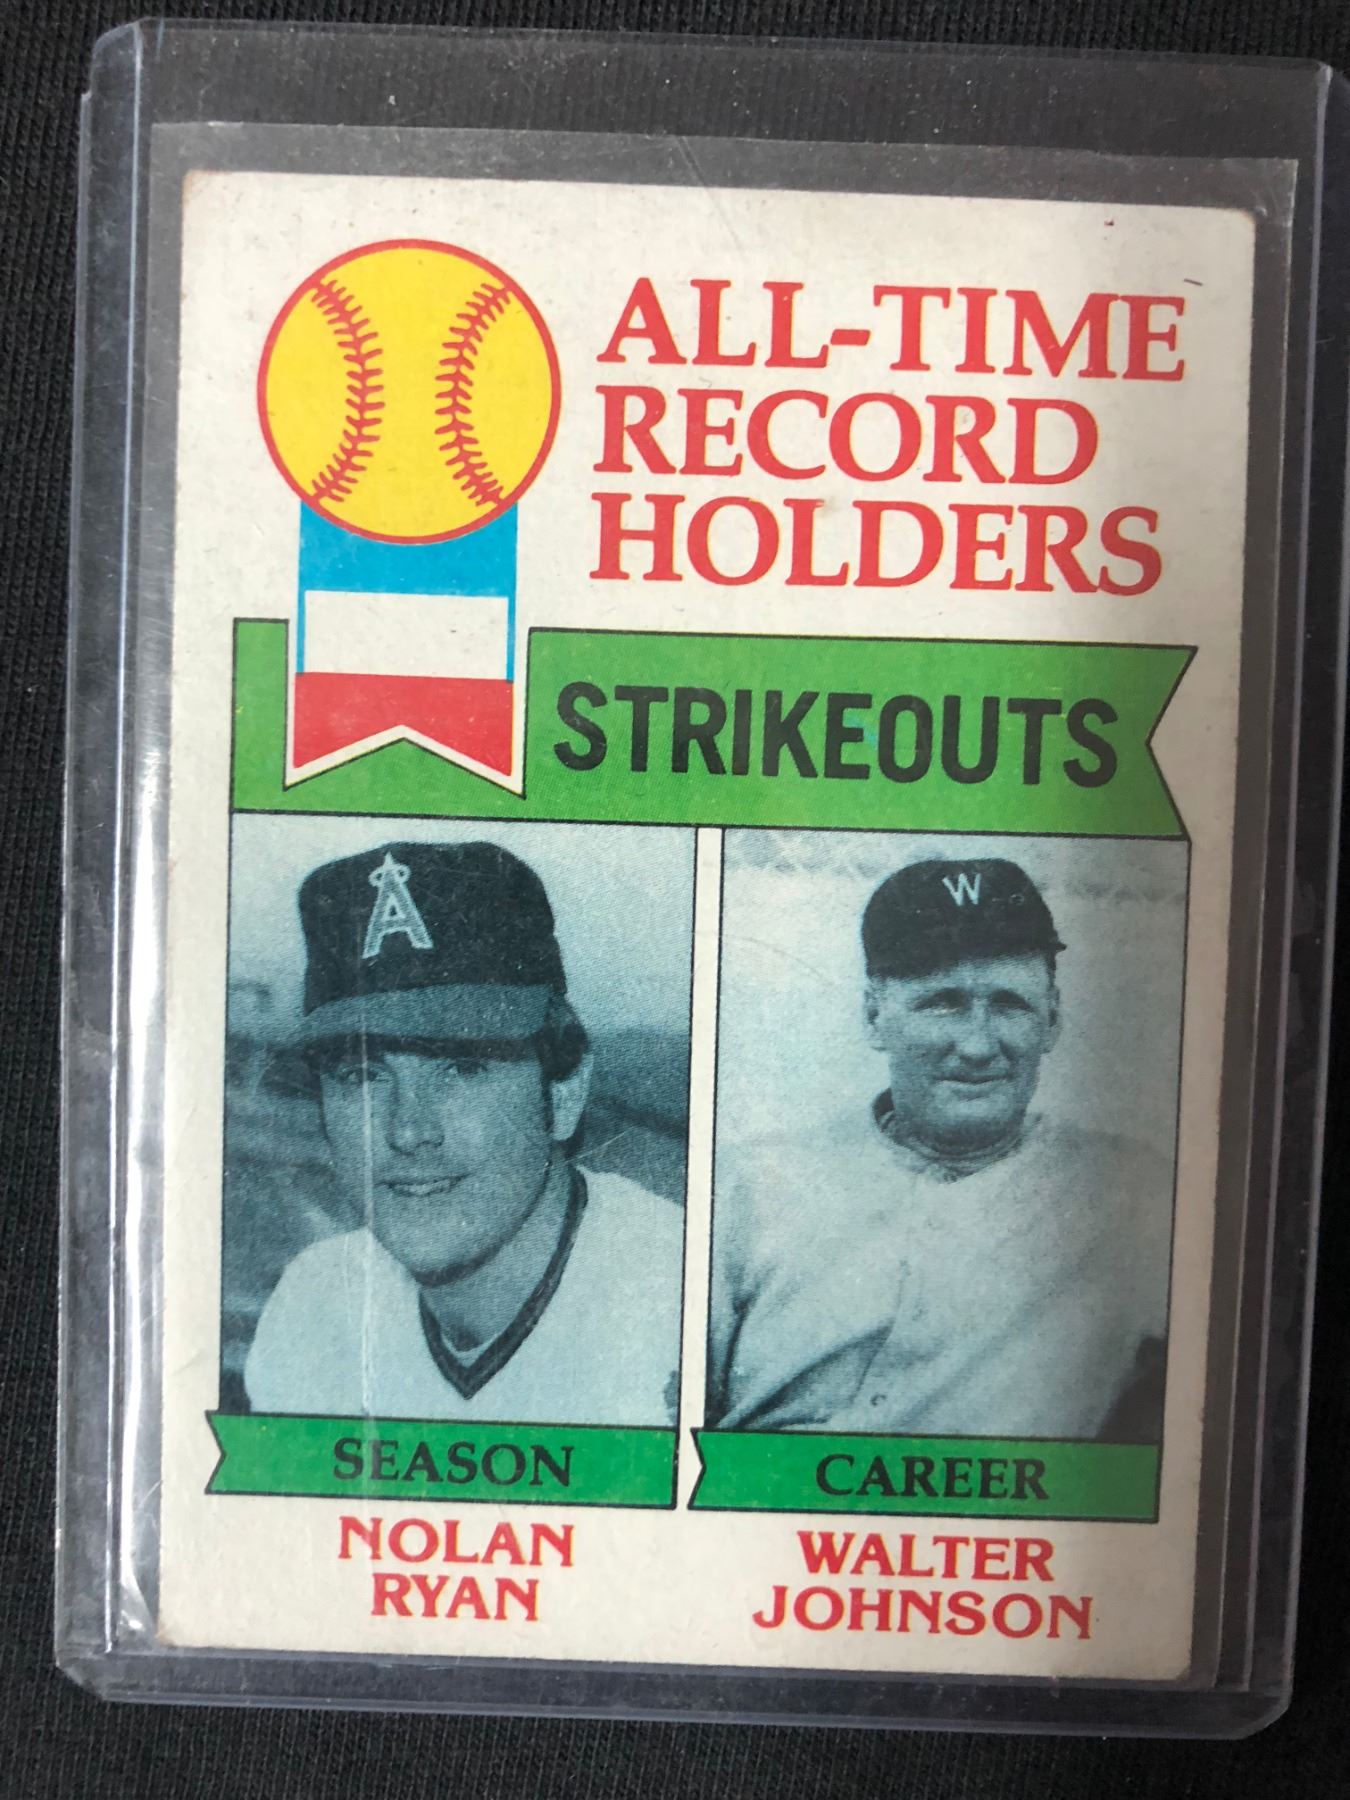 ALL-TIME
RECORD
HOLDERS
STRIKEOUTS
A
W
SEASON
CAREER
NOLAN
RYAN
WALTER
JOHNSON